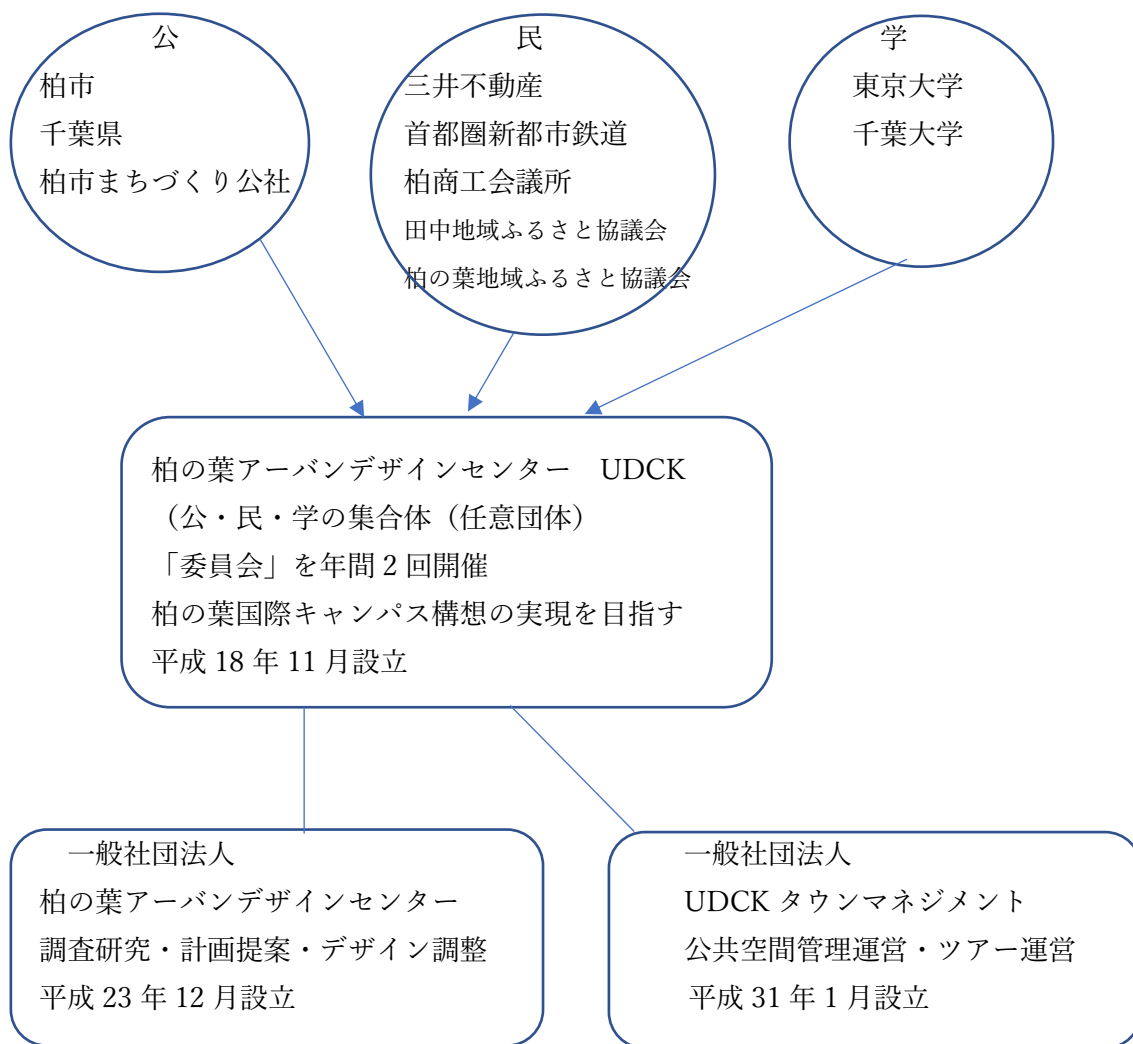 公
柏市
千葉県
柏市まちづくり公社
民
三井不動産
首都圏新都市鉄道
柏商工会議所
田中地域ふるさと協議会
柏の葉地域ふるさと協議会
学
東京大学
千葉大学
柏の葉アーバンデザインセンター　UDCK
（公・民・学の集合体（任意団体）
「委員会」を年間 2 回開催
柏の葉国際キャンパス構想の実現を目指す
平成 18 年 11 月設立
一般社団法人
柏の葉アーバンデザインセンター
調査研究・計画提案・デザイン調整
平成 23 年 12 月設立
一般社団法人
UDCK タウンマネジメント
公共空間管理運営・ツアー運営
平成 31 年 1 月設立